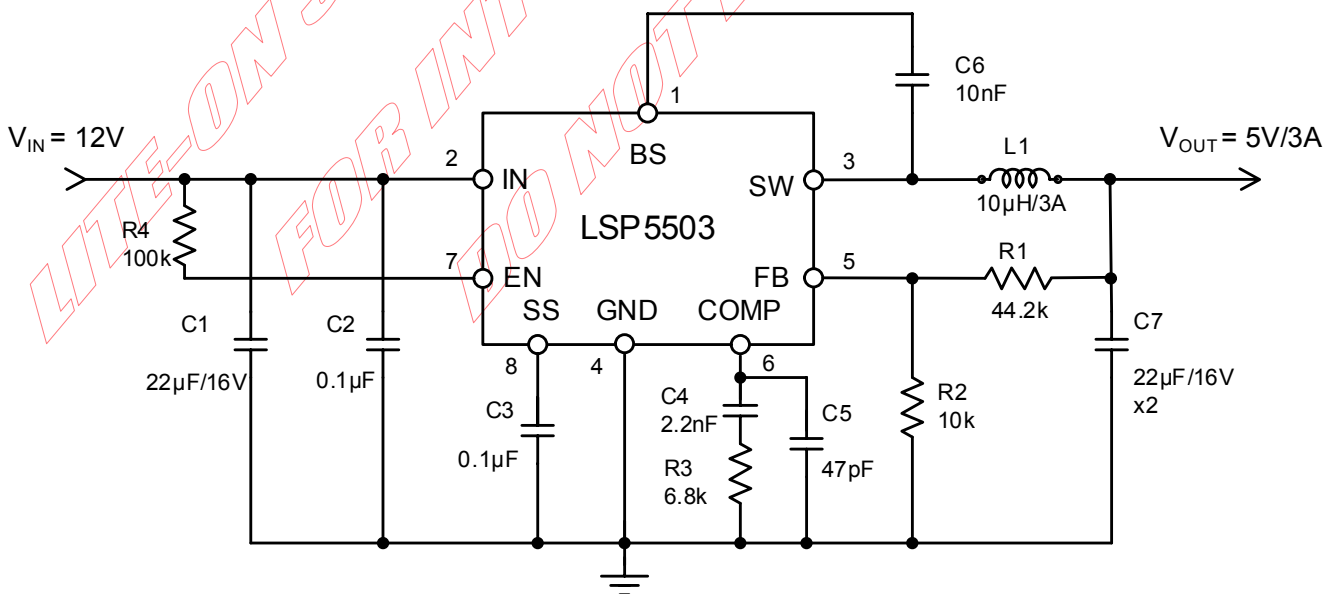 LITE-ON
FOR INT
DO NOT
V_IN = 12V
R4
100k
C1
22µF/16V
C2
0.1µF
2
IN
7
EN
1
BS
LSP5503
SS
8
GND
4
COMP
6
SW
3
FB
5
C3
0.1µF
C4
2.2nF
R3
6.8k
C5
47pF
C6
10nF
L1
10µH/3A
V_OUT = 5V/3A
R1
44.2k
R2
10k
C7
22µF/16V
x2